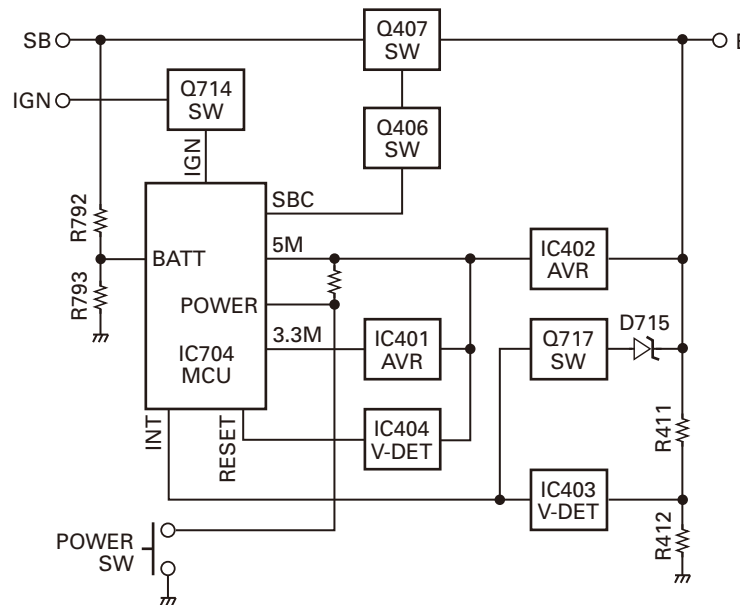 SB
Q407
SW
IGN
Q714
SW
Q406
SW
IGN
SBC
R792
5M
IC402
AVR
BATT
R793
POWER
D715
3.3M
IC401
AVR
Q717
SW
IC704
MCU
R411
INT
RESET
IC404
V-DET
IC403
V-DET
R412
POWER
SW